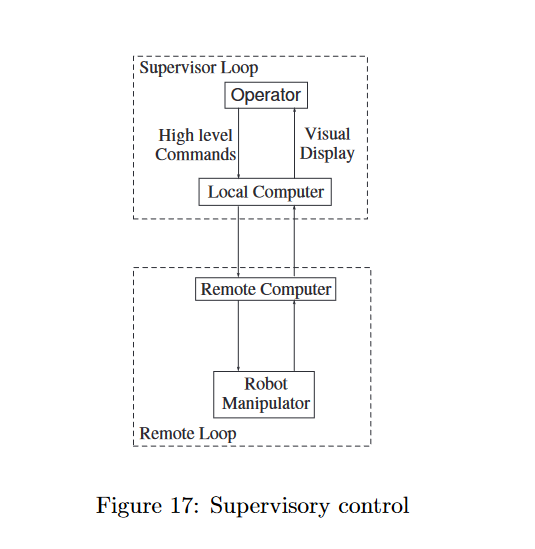 Supervisor Loop
Operator
High level
Commands
Visual
Display
Local Computer
Remote Computer
Robot
Manipulator
Remote Loop
Figure 17: Supervisory control